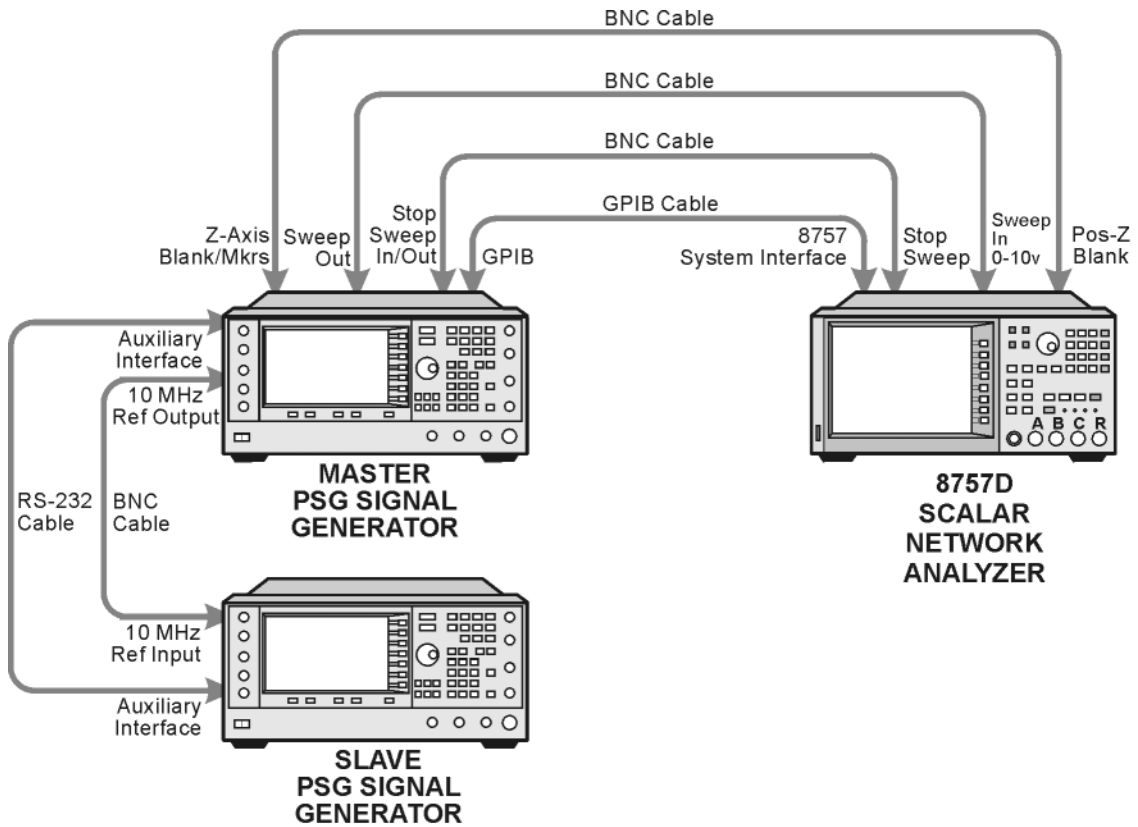 BNC Cable
BNC Cable
BNC Cable
GPIB Cable
Z-Axis
Blank/Mkrs
Sweep
Out
Stop
Sweep
In/Out
GPIB
8757
System Interface
Stop
Sweep
Sweep
In
0-10v
Pos-Z
Blank
Auxiliary
Interface
10 MHz
Ref Output
A B C R
MASTER
PSG SIGNAL
GENERATOR
8757D
SCALAR
NETWORK
ANALYZER
RS-232
Cable
BNC
Cable
10 MHz
Ref Input
Auxiliary
Interface
SLAVE
PSG SIGNAL
GENERATOR